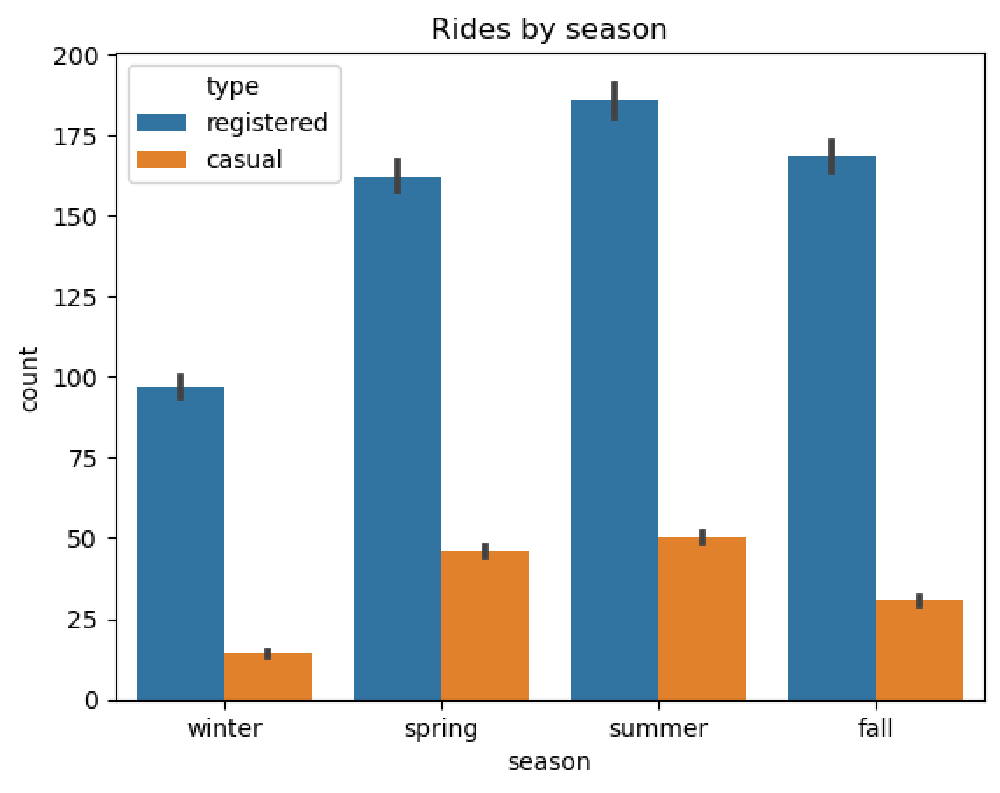 Rides by season
type
registered
casual
count
200
175
150
125
100
75
50
25
0
winter spring summer fall
season